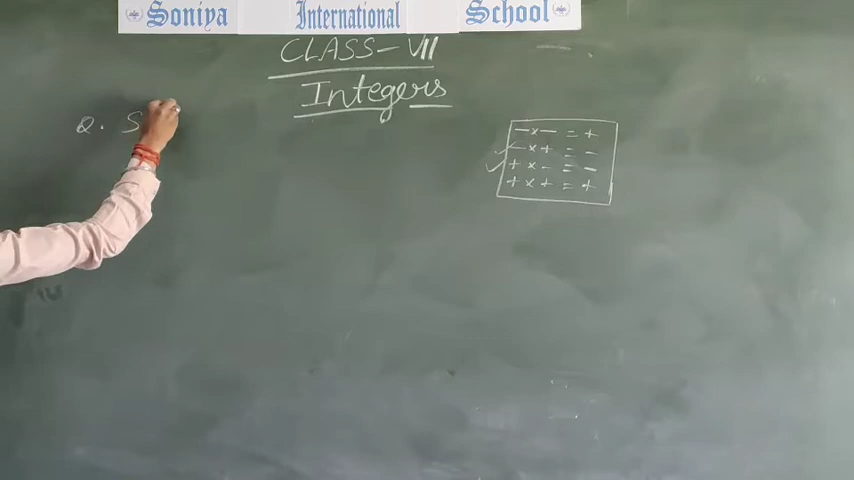 Soniya International School
CLASS - VII
Integers
Q. S
- x - = +
- x + = -
+ x - = -
+ x + = +